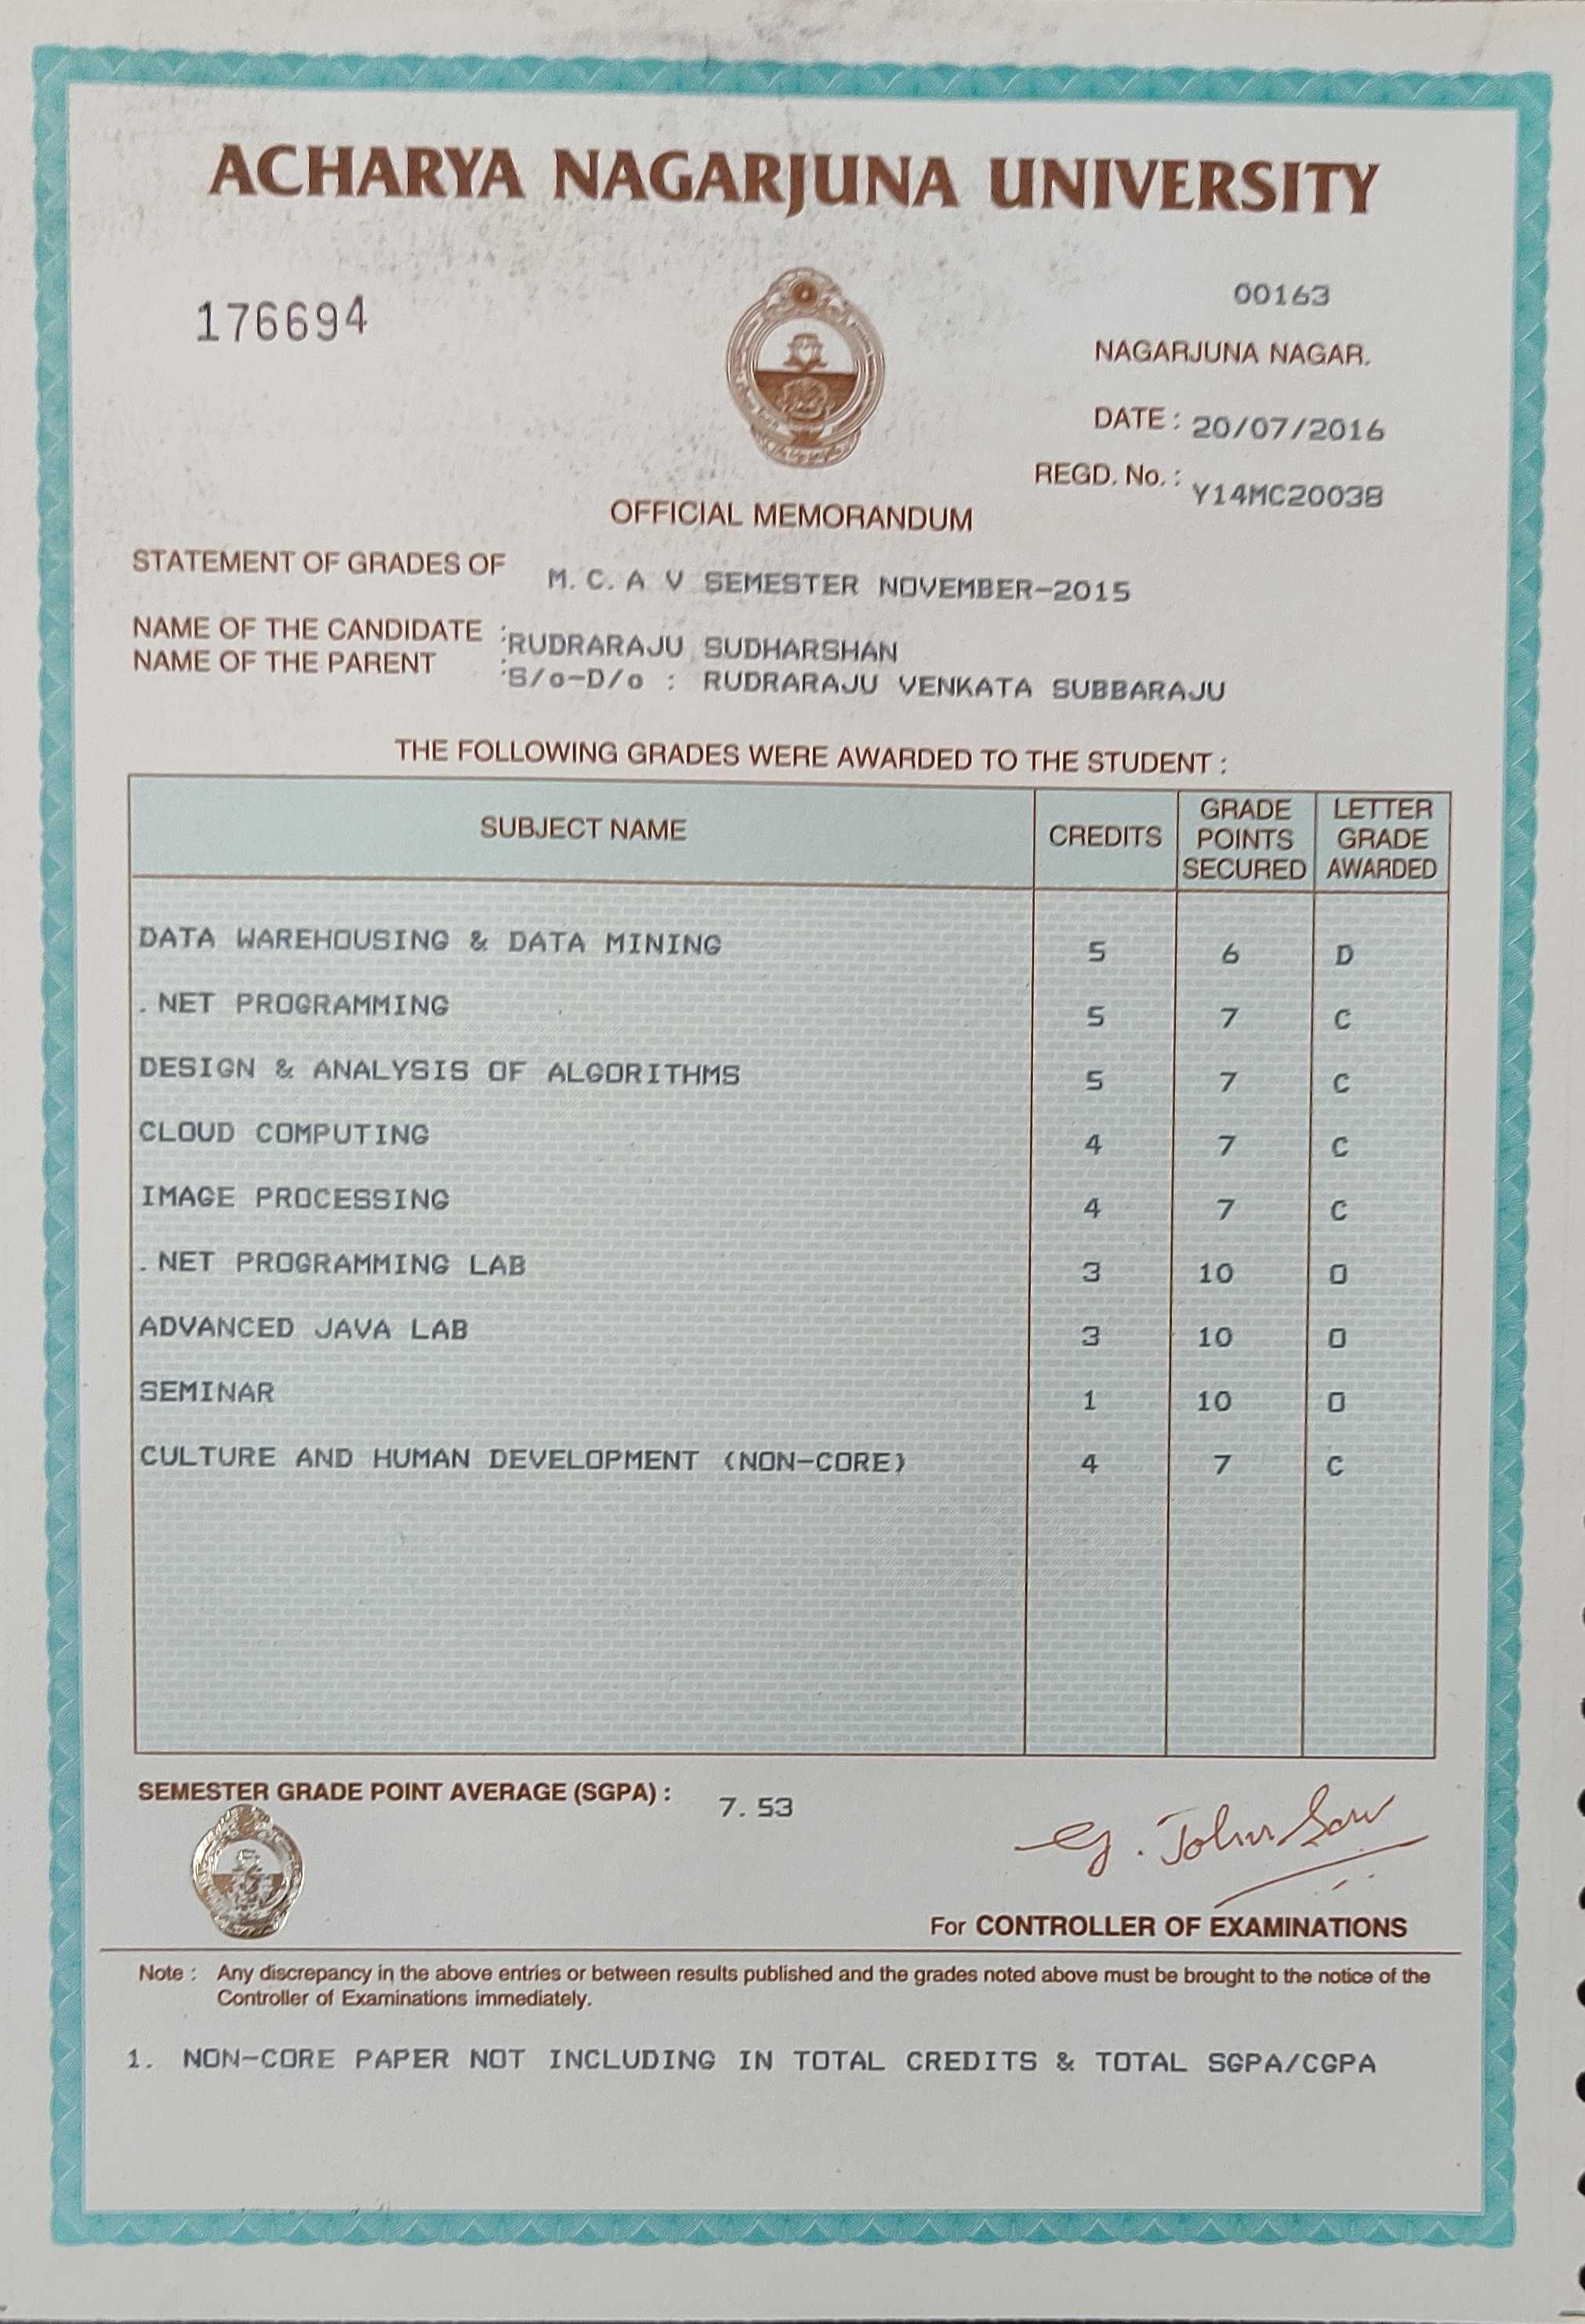 ACHARYA NAGARJUNA UNIVERSITY
176694
00163
NAGARJUNA NAGAR.
DATE : 20/07/2016
REGD. No. : Y14MC20038
OFFICIAL MEMORANDUM
STATEMENT OF GRADES OF M.C.A V SEMESTER NOVEMBER-2015
NAME OF THE CANDIDATE : RUDRARAJU SUDHARSHAN
NAME OF THE PARENT : S/o-D/o : RUDRARAJU VENKATA SUBBARAJU
THE FOLLOWING GRADES WERE AWARDED TO THE STUDENT :
SUBJECT NAME CREDITS GRADE POINTS SECURED LETTER GRADE AWARDED
DATA WAREHOUSING & DATA MINING 5 6 D
.NET PROGRAMMING 5 7 C
DESIGN & ANALYSIS OF ALGORITHMS 5 7 C
CLOUD COMPUTING 4 7 C
IMAGE PROCESSING 4 7 C
.NET PROGRAMMING LAB 3 10 O
ADVANCED JAVA LAB 3 10 O
SEMINAR 1 10 O
CULTURE AND HUMAN DEVELOPMENT (NON-CORE) 4 7 C
SEMESTER GRADE POINT AVERAGE (SGPA) : 7.53
For CONTROLLER OF EXAMINATIONS
Note : Any discrepancy in the above entries or between results published and the grades noted above must be brought to the notice of the
Controller of Examinations immediately.
1. NON-CORE PAPER NOT INCLUDING IN TOTAL CREDITS & TOTAL SGPA/CGPA